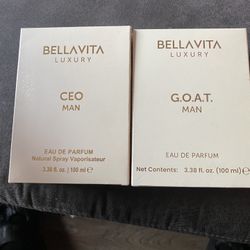 BELLAVITA
LUXURY
CEO
MAN
EAU DE PARFUM
Natural Spray Vaporisateur
3.38 fl. oz. | 100 ml ℮
BELLAVITA
LUXURY
G.O.A.T.
MAN
EAU DE PARFUM
Net Contents: 3.38 fl. oz. (100 ml)